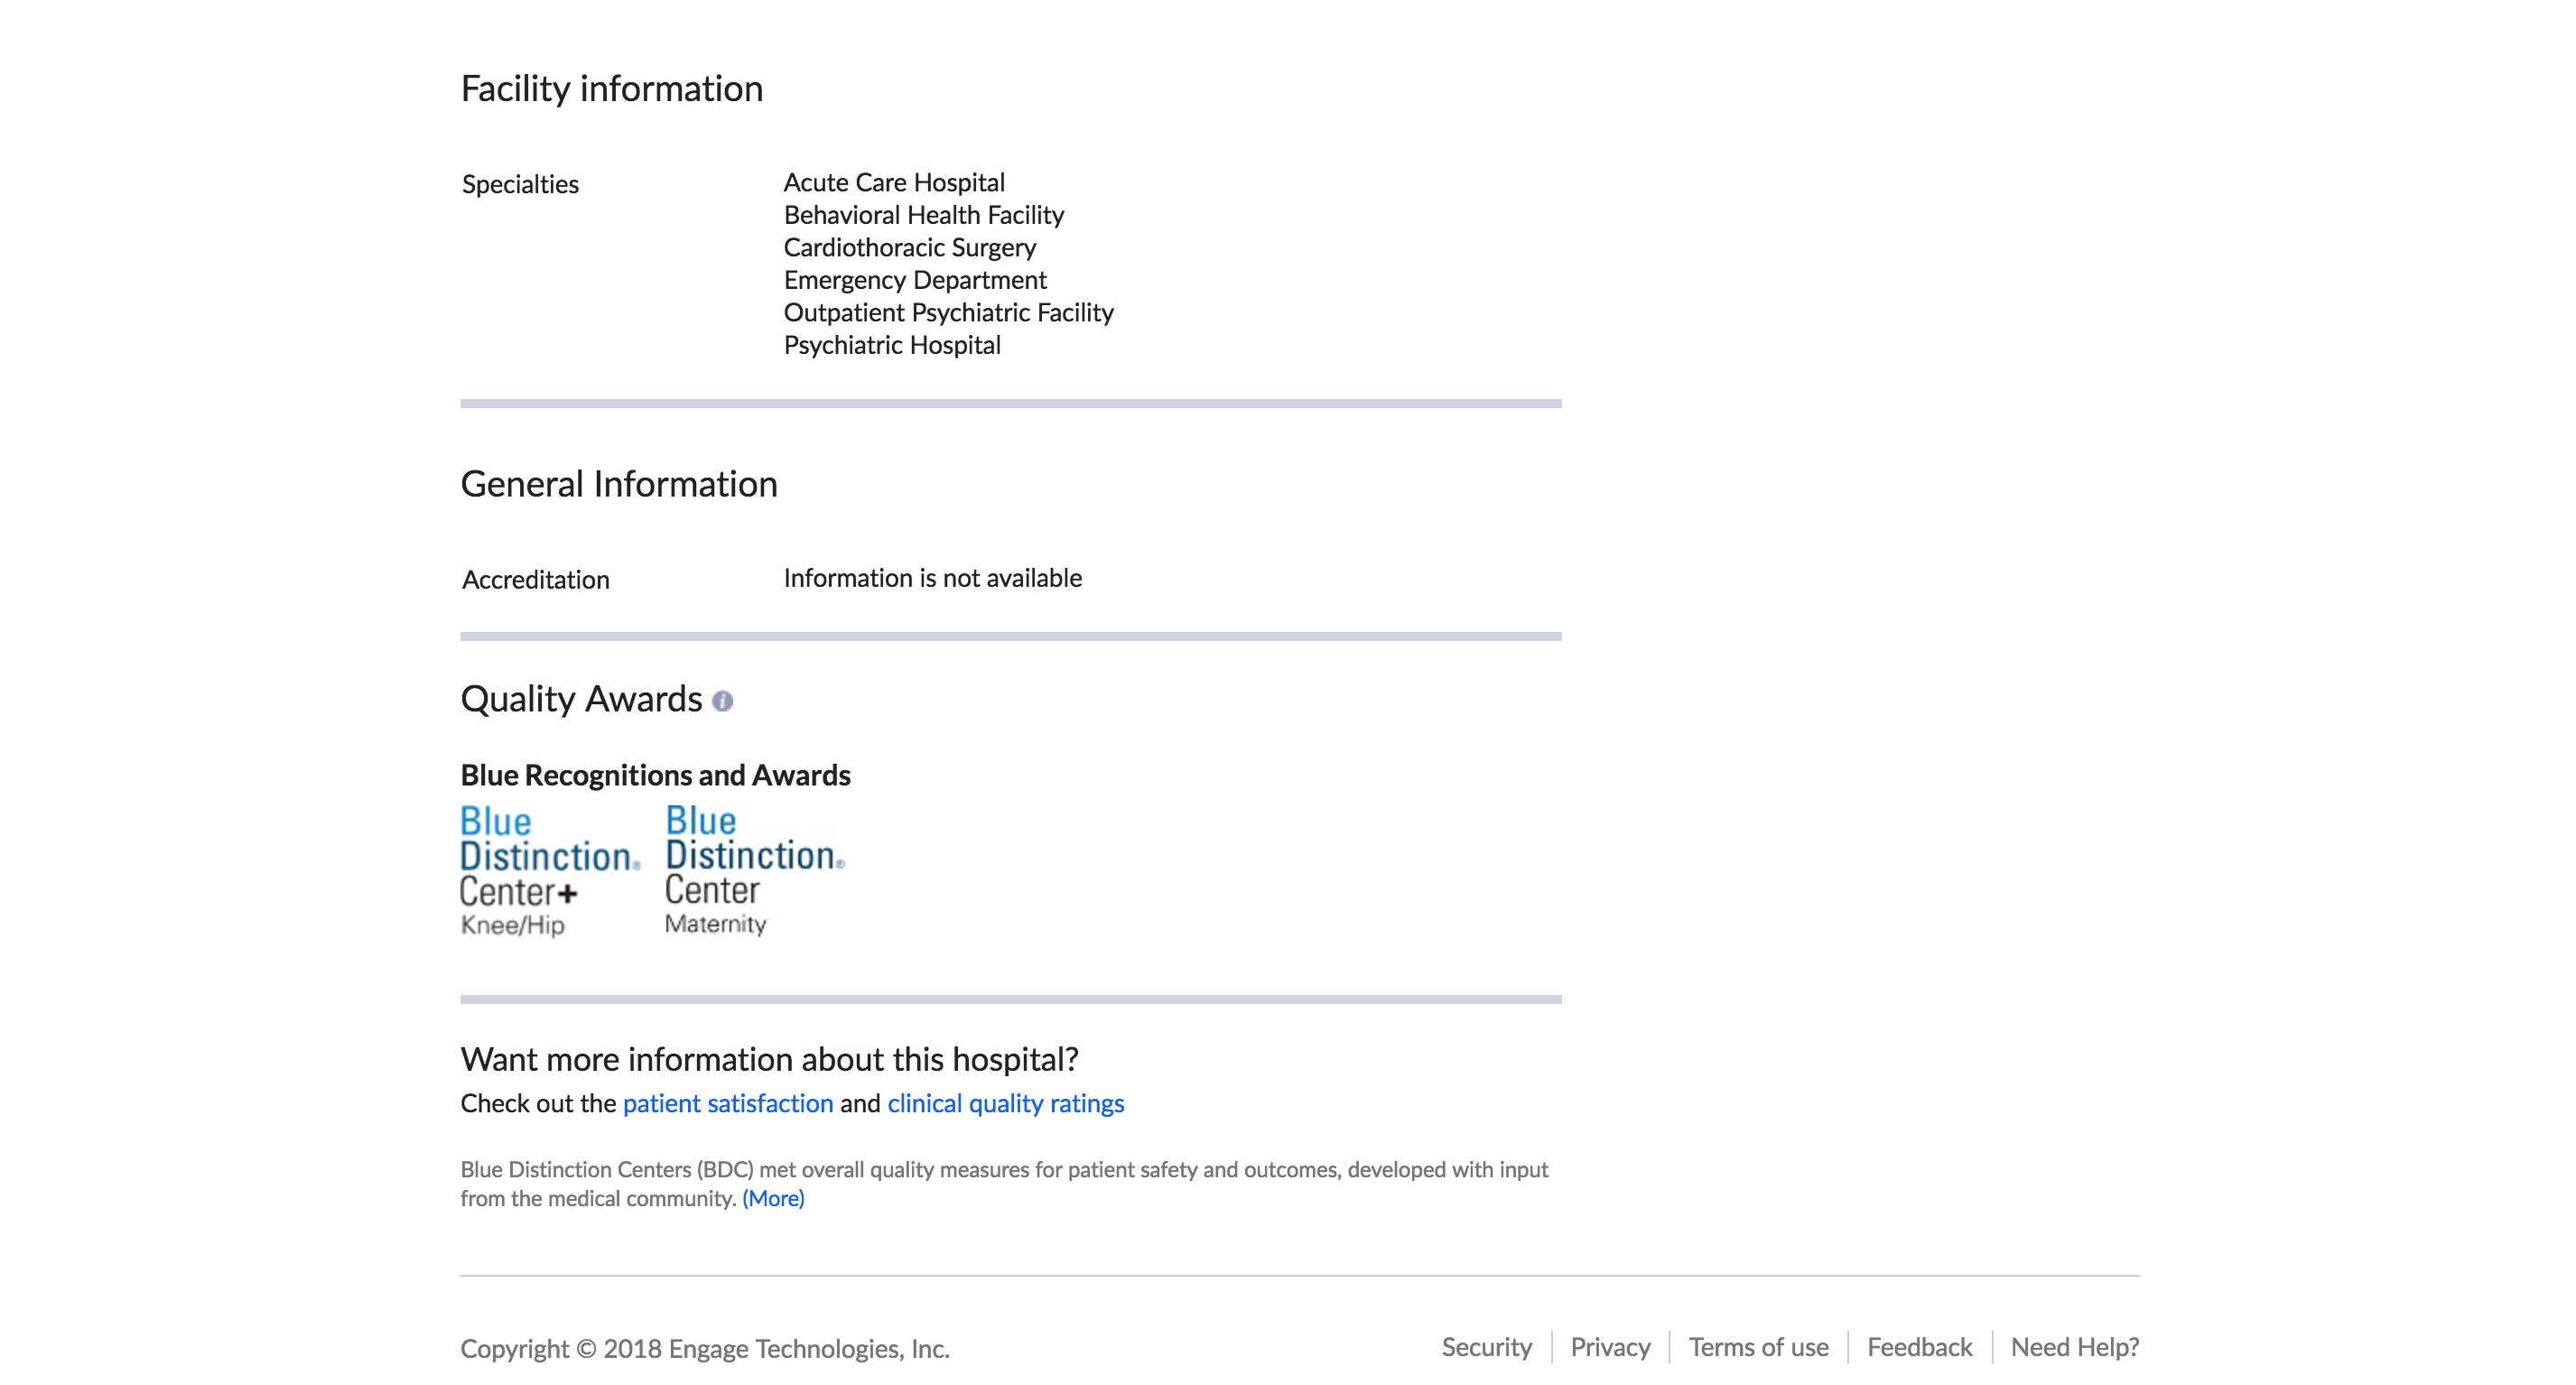 Facility information
Specialties
Acute Care Hospital
Behavioral Health Facility
Cardiothoracic Surgery
Emergency Department
Outpatient Psychiatric Facility
Psychiatric Hospital
General Information
Accreditation
Information is not available
Quality Awards i
Blue Recognitions and Awards
Blue
Distinction®
Center+
Knee/Hip
Blue
Distinction®
Center
Maternity
Want more information about this hospital?
Check out the patient satisfaction and clinical quality ratings
Blue Distinction Centers (BDC) met overall quality measures for patient safety and outcomes, developed with input
from the medical community. (More)
Copyright © 2018 Engage Technologies, Inc.
Security Privacy Terms of use Feedback Need Help?